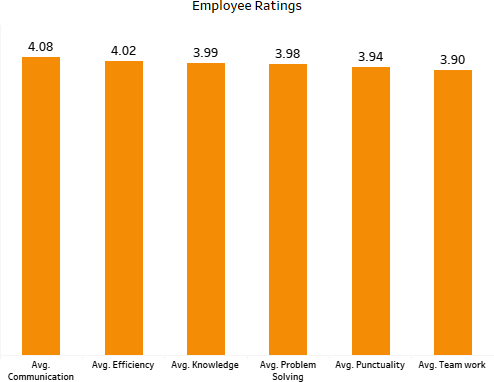 Employee Ratings
4.08
4.02
3.99
3.98
3.94
3.90
Avg.
Communication
Avg. Efficiency
Avg. Knowledge
Avg. Problem
Solving
Avg. Punctuality
Avg. Team work